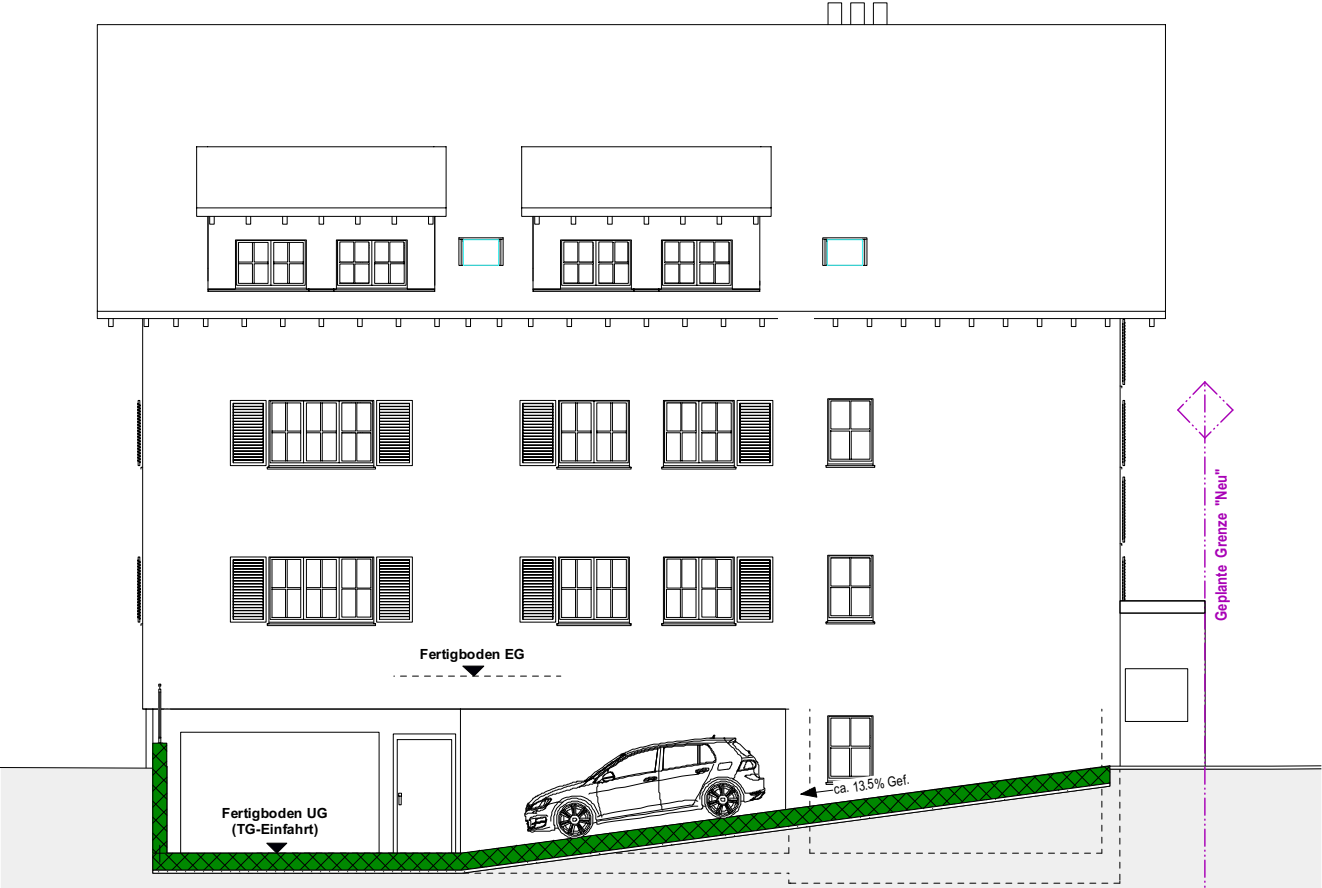 Geplante Grenze "Neu"
Fertigboden EG
ca. 13.5% Gef.
Fertigboden UG
(TG-Einfahrt)